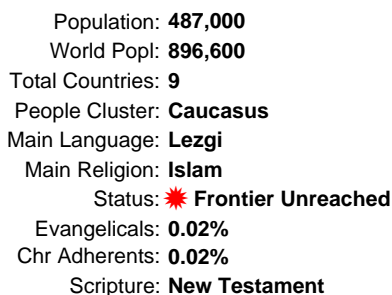 Population: 487,000
World Popl: 896,600
Total Countries: 9
People Cluster: Caucasus
Main Language: Lezgi
Main Religion: Islam
Status: Frontier Unreached
Evangelicals: 0.02%
Chr Adherents: 0.02%
Scripture: New Testament